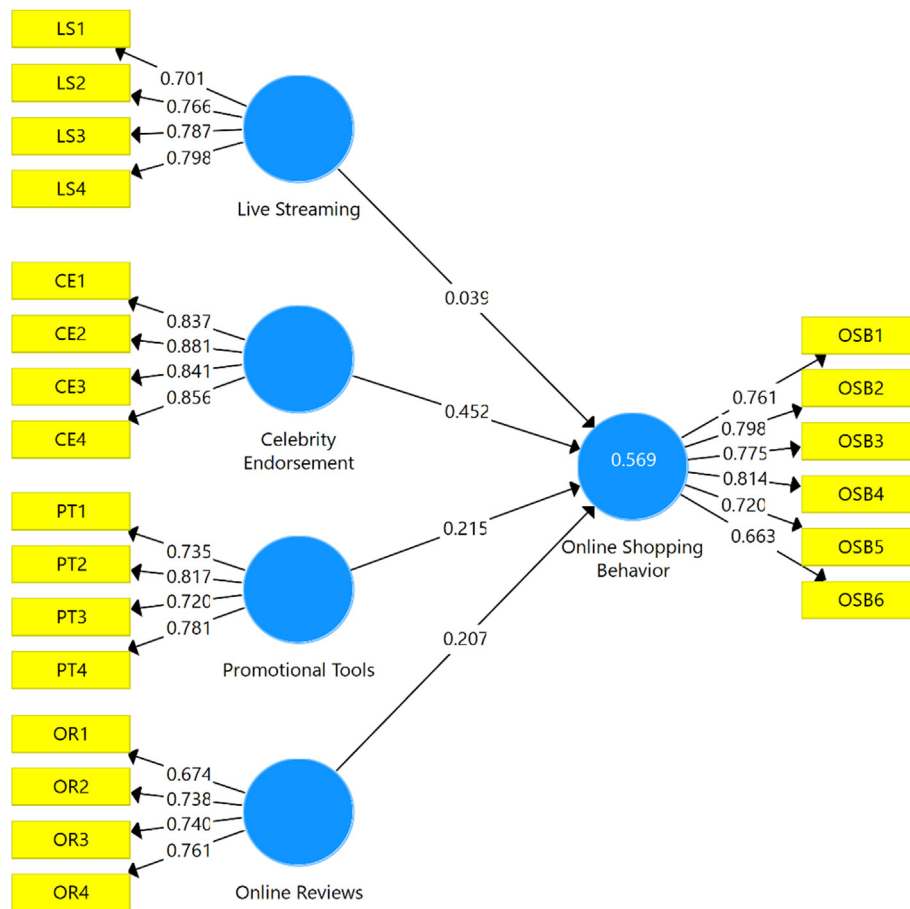 LS1
LS2
LS3
LS4
0.701
0.766
0.787
0.798
Live Streaming
0.039
CE1
CE2
CE3
CE4
0.837
0.881
0.841
0.856
Celebrity
Endorsement
0.452
PT1
PT2
PT3
PT4
0.735
0.817
0.720
0.781
Promotional Tools
0.215
OR1
OR2
OR3
OR4
0.674
0.738
0.740
0.761
Online Reviews
0.207
0.569
Online Shopping
Behavior
0.761
0.798
0.775
0.814
0.720
0.663
OSB1
OSB2
OSB3
OSB4
OSB5
OSB6